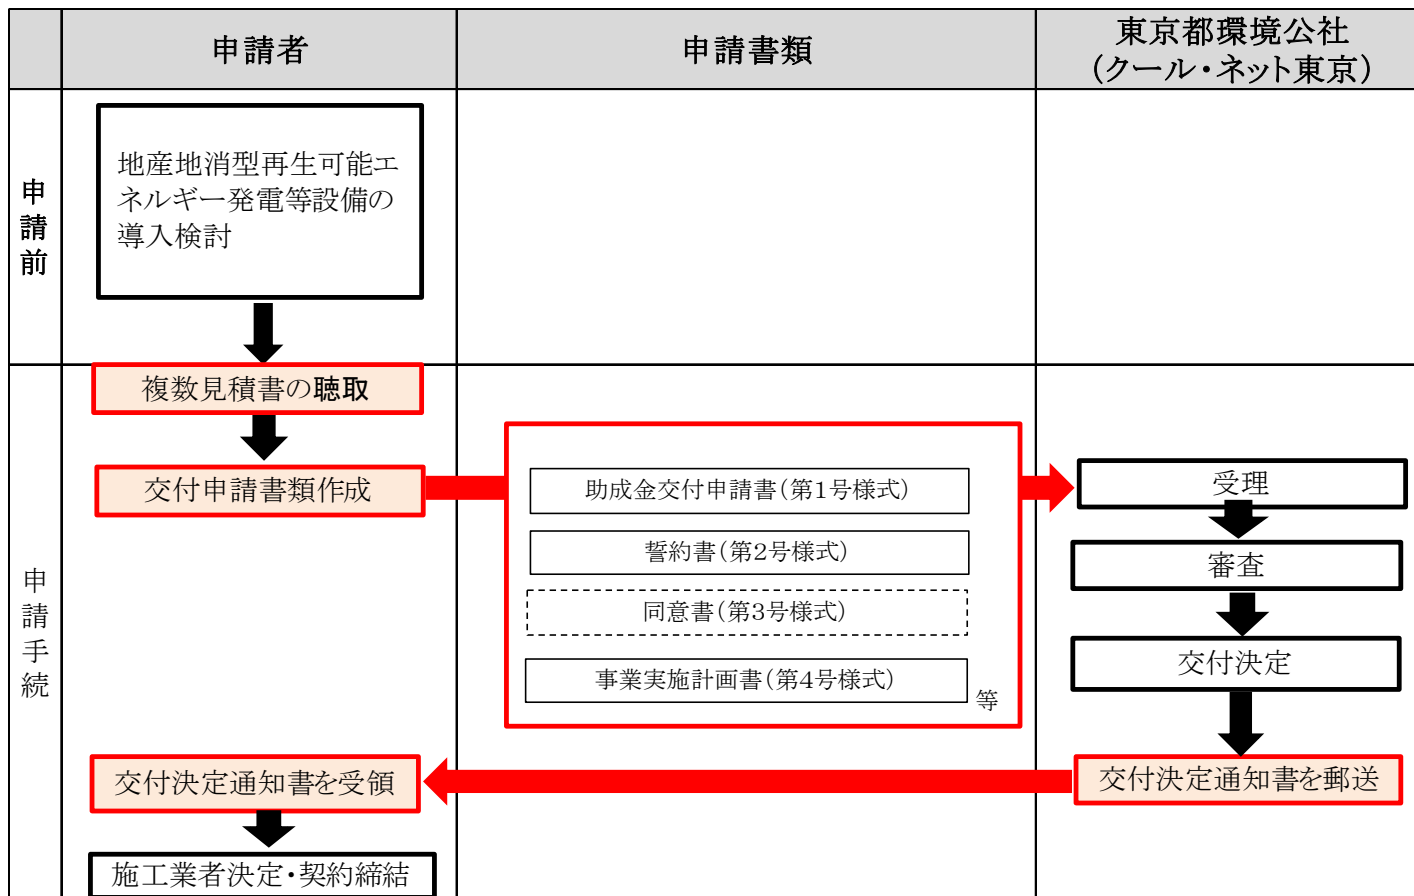 申請者
申請書類
東京都環境公社
(クール・ネット東京)
申請前
地産地消型再生可能エ
ネルギー発電等設備の
導入検討
申請手続
複数見積書の聴取
交付申請書類作成
助成金交付申請書(第1号様式)
誓約書(第2号様式)
同意書(第3号様式)
事業実施計画書(第4号様式)
等
受理
審査
交付決定
交付決定通知書を郵送
交付決定通知書を受領
施工業者決定・契約締結